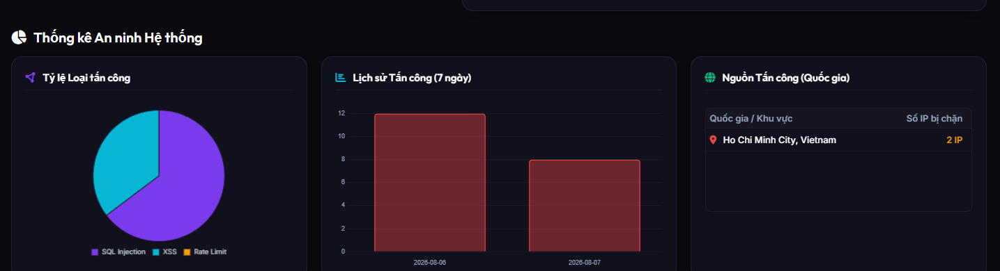 Thống kê An ninh Hệ thống
Tỷ lệ Loại tấn công
SQL Injection XSS Rate Limit
Lịch sử Tấn công (7 ngày)
12
10
8
6
4
2
0
2026-08-06 2026-08-07
Nguồn Tấn công (Quốc gia)
Quốc gia / Khu vực Số IP bị chặn
Ho Chi Minh City, Vietnam 2 IP